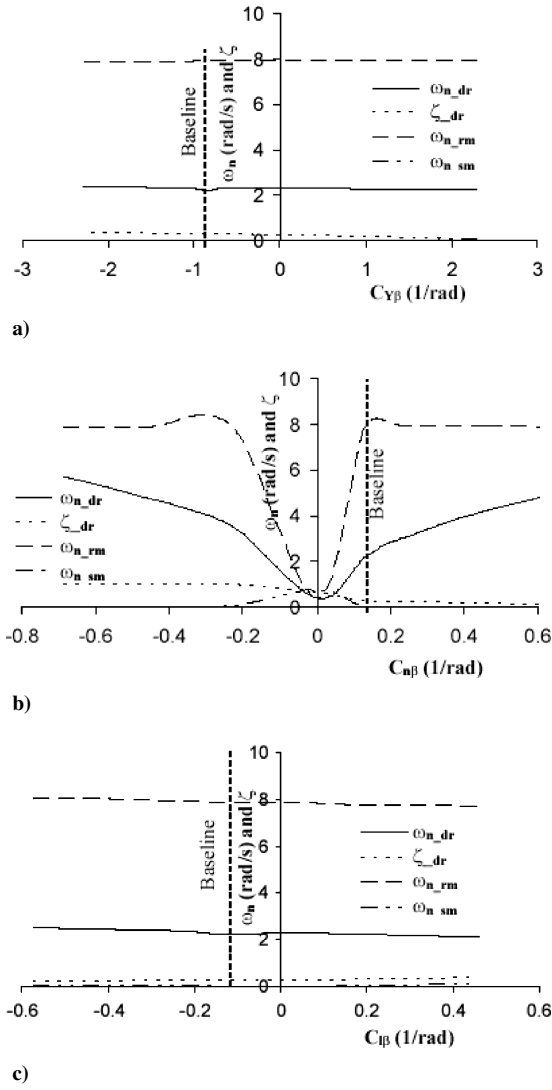 10
8
6
4
2
0
Baseline
ωn (rad/s) and ζ
ωn_dr
ζ_dr
ωn_rm
ωn_sm
-3 -2 -1 0 1 2 3
CYβ (1/rad)
a)
10
8
6
4
2
0
ωn (rad/s) and ζ
Baseline
ωn_dr
ζ_dr
ωn_rm
ωn_sm
-0.8 -0.6 -0.4 -0.2 0 0.2 0.4 0.6
Cnβ (1/rad)
b)
10
8
6
4
2
0
Baseline
ωn (rad/s) and ζ
ωn_dr
ζ_dr
ωn_rm
ωn_sm
-0.6 -0.4 -0.2 0 0.2 0.4 0.6
Clβ (1/rad)
c)